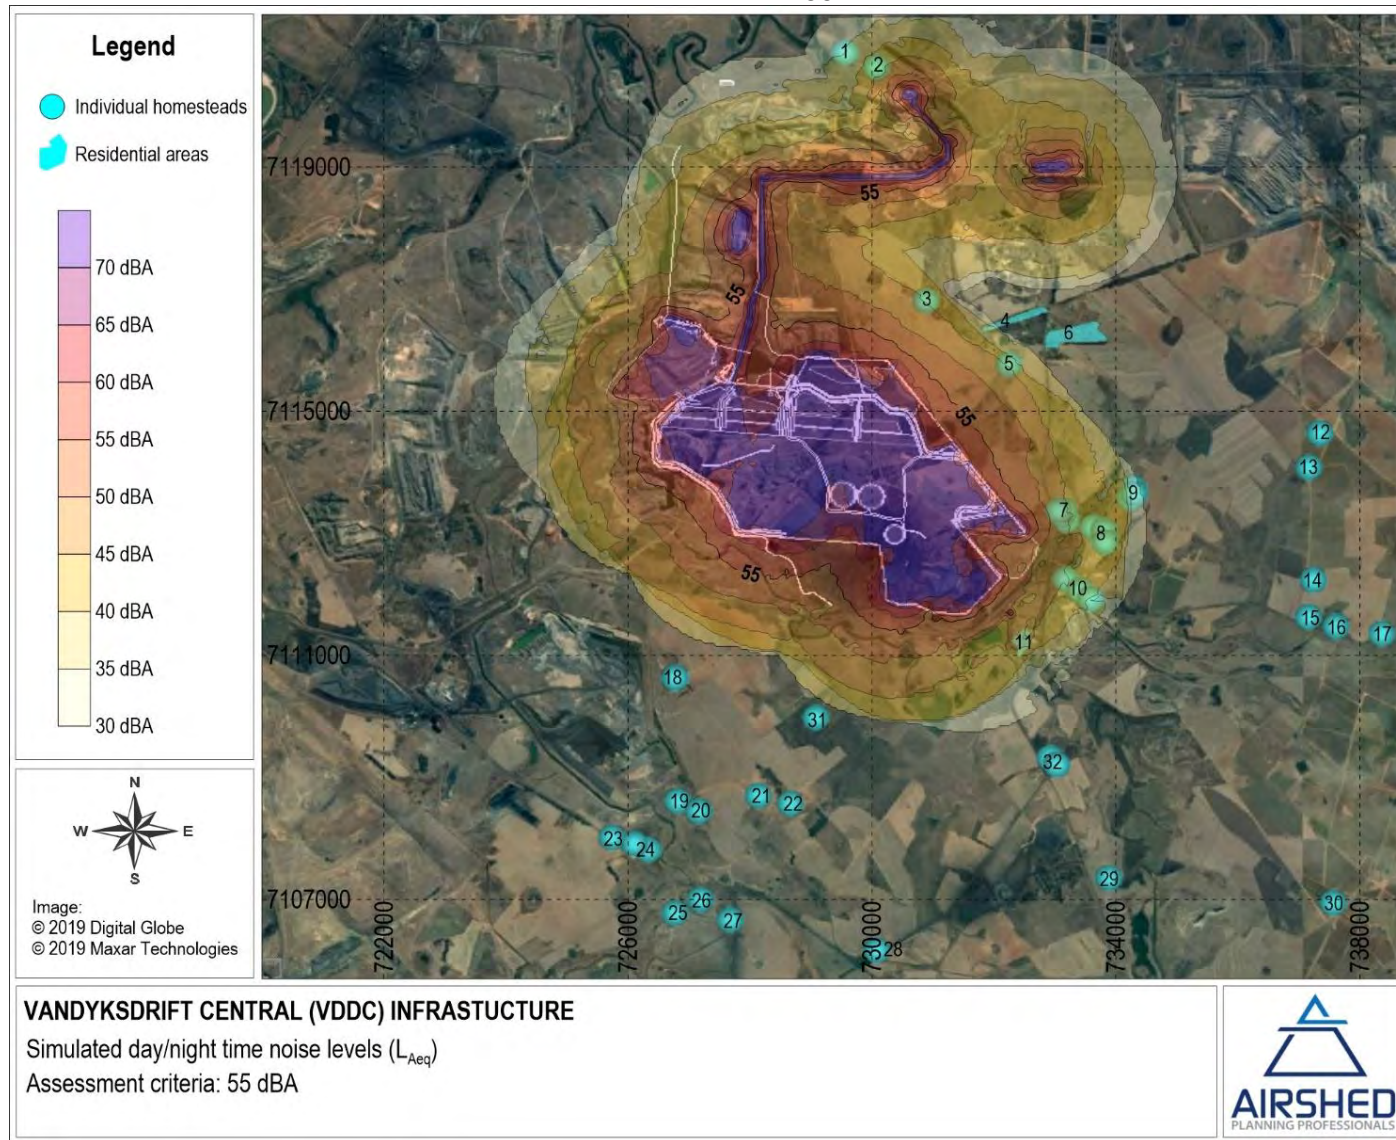 Legend
Individual homesteads
Residential areas
70 dBA
65 dBA
60 dBA
55 dBA
50 dBA
45 dBA
40 dBA
35 dBA
30 dBA
N
W E
S
Image:
© 2019 Digital Globe
© 2019 Maxar Technologies
1
2
7119000
55
55
3
4
6
5
7115000
55
12
13
9
7
8
55
14
10
15
16
17
11
7111000
18
31
32
19
20
21
22
23
24
29
7107000
26
25
27
30
28
722000
726000
730000
734000
738000
VANDYKSDRIFT CENTRAL (VDDC) INFRASTUCTURE
Simulated day/night time noise levels (LAeq)
Assessment criteria: 55 dBA
AIRSHED
PLANNING PROFESSIONALS